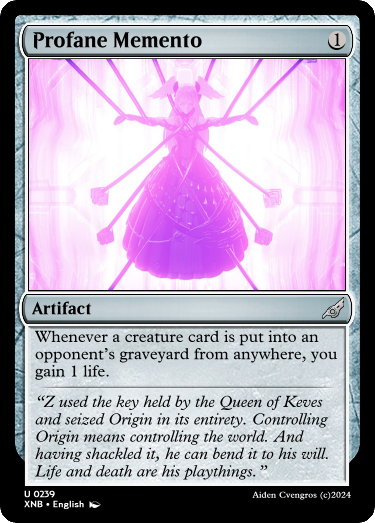 Profane Memento 1
Artifact
Whenever a creature card is put into an
opponent's graveyard from anywhere, you
gain 1 life.
"Z used the key held by the Queen of Keves
and seized Origin in its entirety. Controlling
Origin means controlling the world. And
having shackled it, he can bend it to his will.
Life and death are his playthings."
U 0239
XNB • English
Aiden Cvengros (c)2024